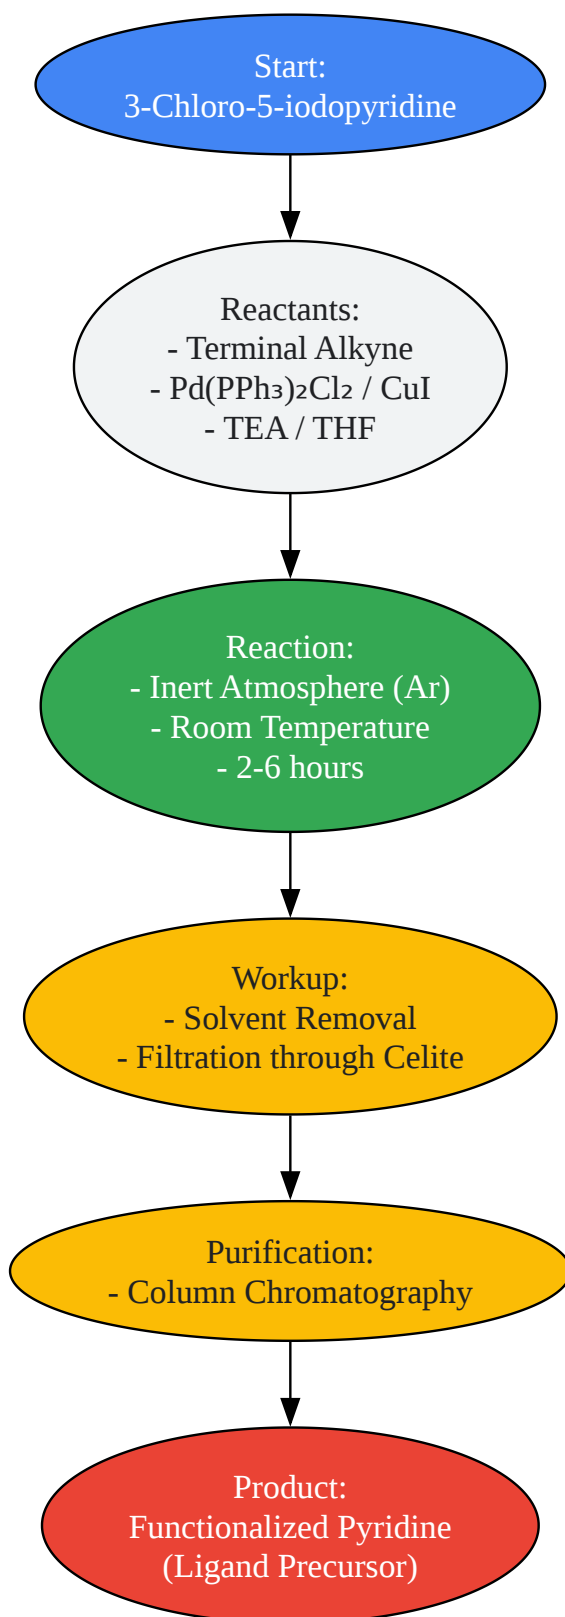 Start:
3-Chloro-5-iodopyridine
Reactants:
- Terminal Alkyne
- Pd(PPh₃)₂Cl₂ / CuI
- TEA / THF
Reaction:
- Inert Atmosphere (Ar)
- Room Temperature
- 2-6 hours
Workup:
- Solvent Removal
- Filtration through Celite
Purification:
- Column Chromatography
Product:
Functionalized Pyridine
(Ligand Precursor)